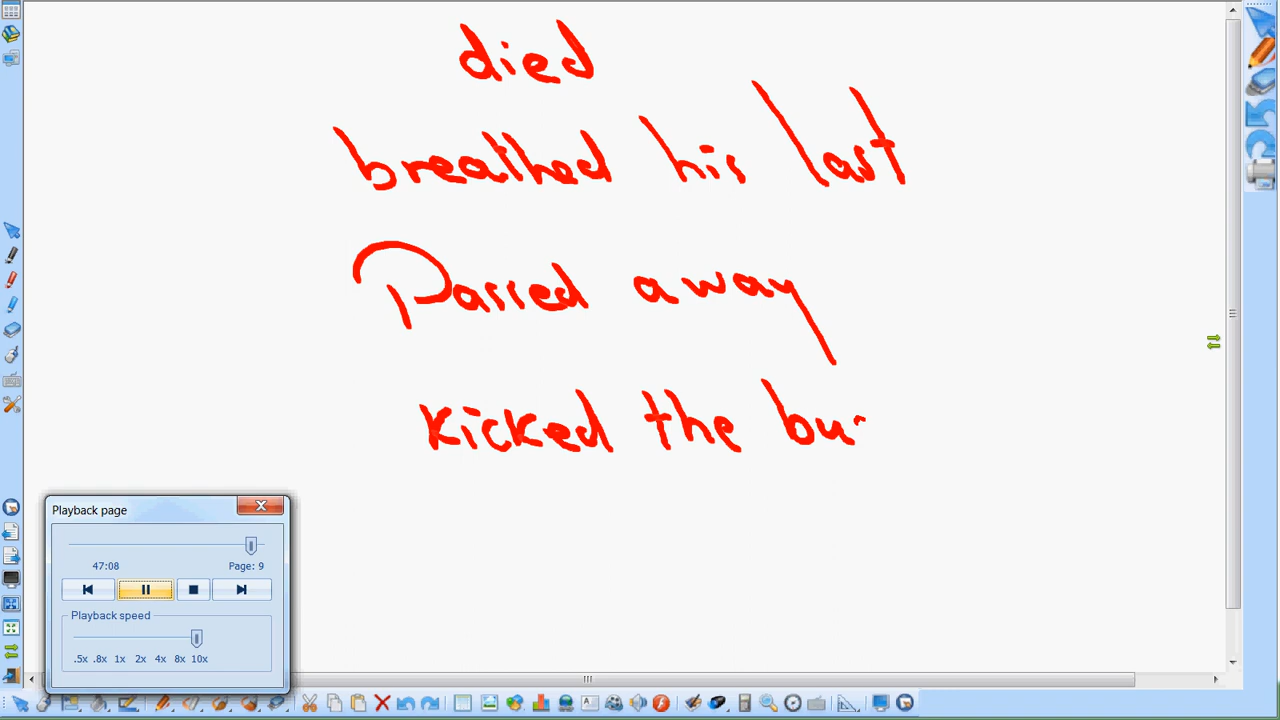 died
breathed his last
Passed away
kicked the bu
Playback page
47:08 Page: 9
Playback speed
.5x .8x 1x 2x 4x 8x 10x